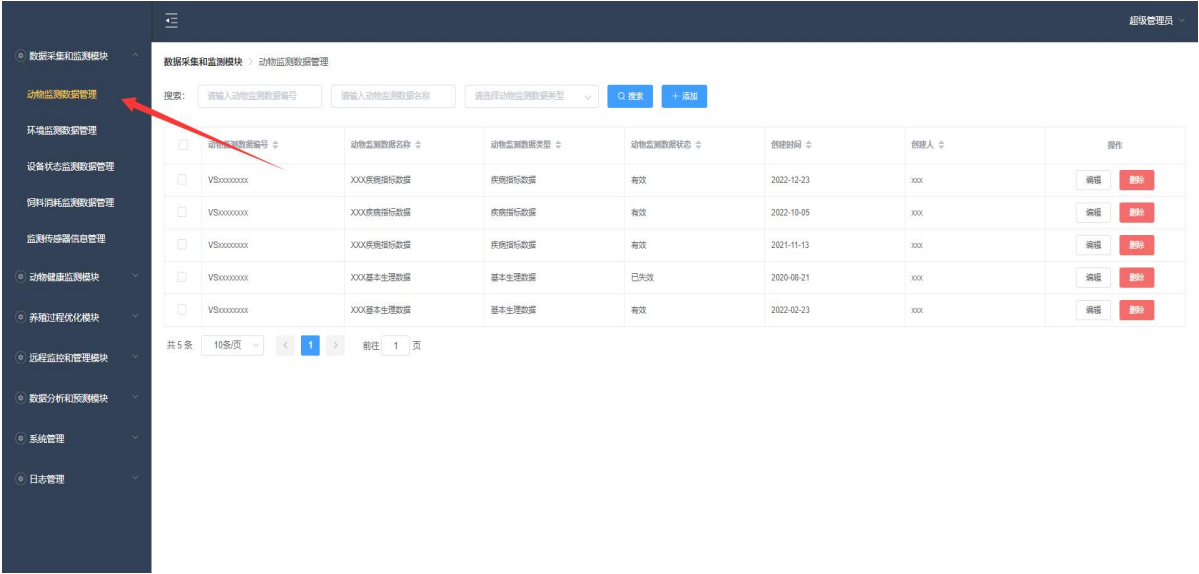 超级管理员
数据采集和监测模块
动物监测数据管理
环境监测数据管理
设备状态监测数据管理
饲料消耗监测数据管理
监测传感器信息管理
动物健康监测模块
养殖过程优化模块
远程监控和管理模块
数据分析和预测模块
系统管理
日志管理
数据采集和监测模块 > 动物监测数据管理
搜索: 请输入动物监测数据编号 请输入动物监测数据名称 请选择动物监测数据类型 搜索 + 添加
动物监测数据编号 动物监测数据名称 动物监测数据类型 动物监测数据状态 创建时间 创建人 操作
VSxxxxxxxx XXX疾病指标数据 疾病指标数据 有效 2022-12-23 xxx 编辑 删除
VSxxxxxxxx XXX疾病指标数据 疾病指标数据 有效 2022-10-05 xxx 编辑 删除
VSxxxxxxxx XXX疾病指标数据 疾病指标数据 有效 2021-11-13 xxx 编辑 删除
VSxxxxxxxx XXX基本生理数据 基本生理数据 已失效 2020-08-21 xxx 编辑 删除
VSxxxxxxxx XXX基本生理数据 基本生理数据 有效 2022-02-23 xxx 编辑 删除
共 5 条 10条/页 < 1 > 前往 1 页